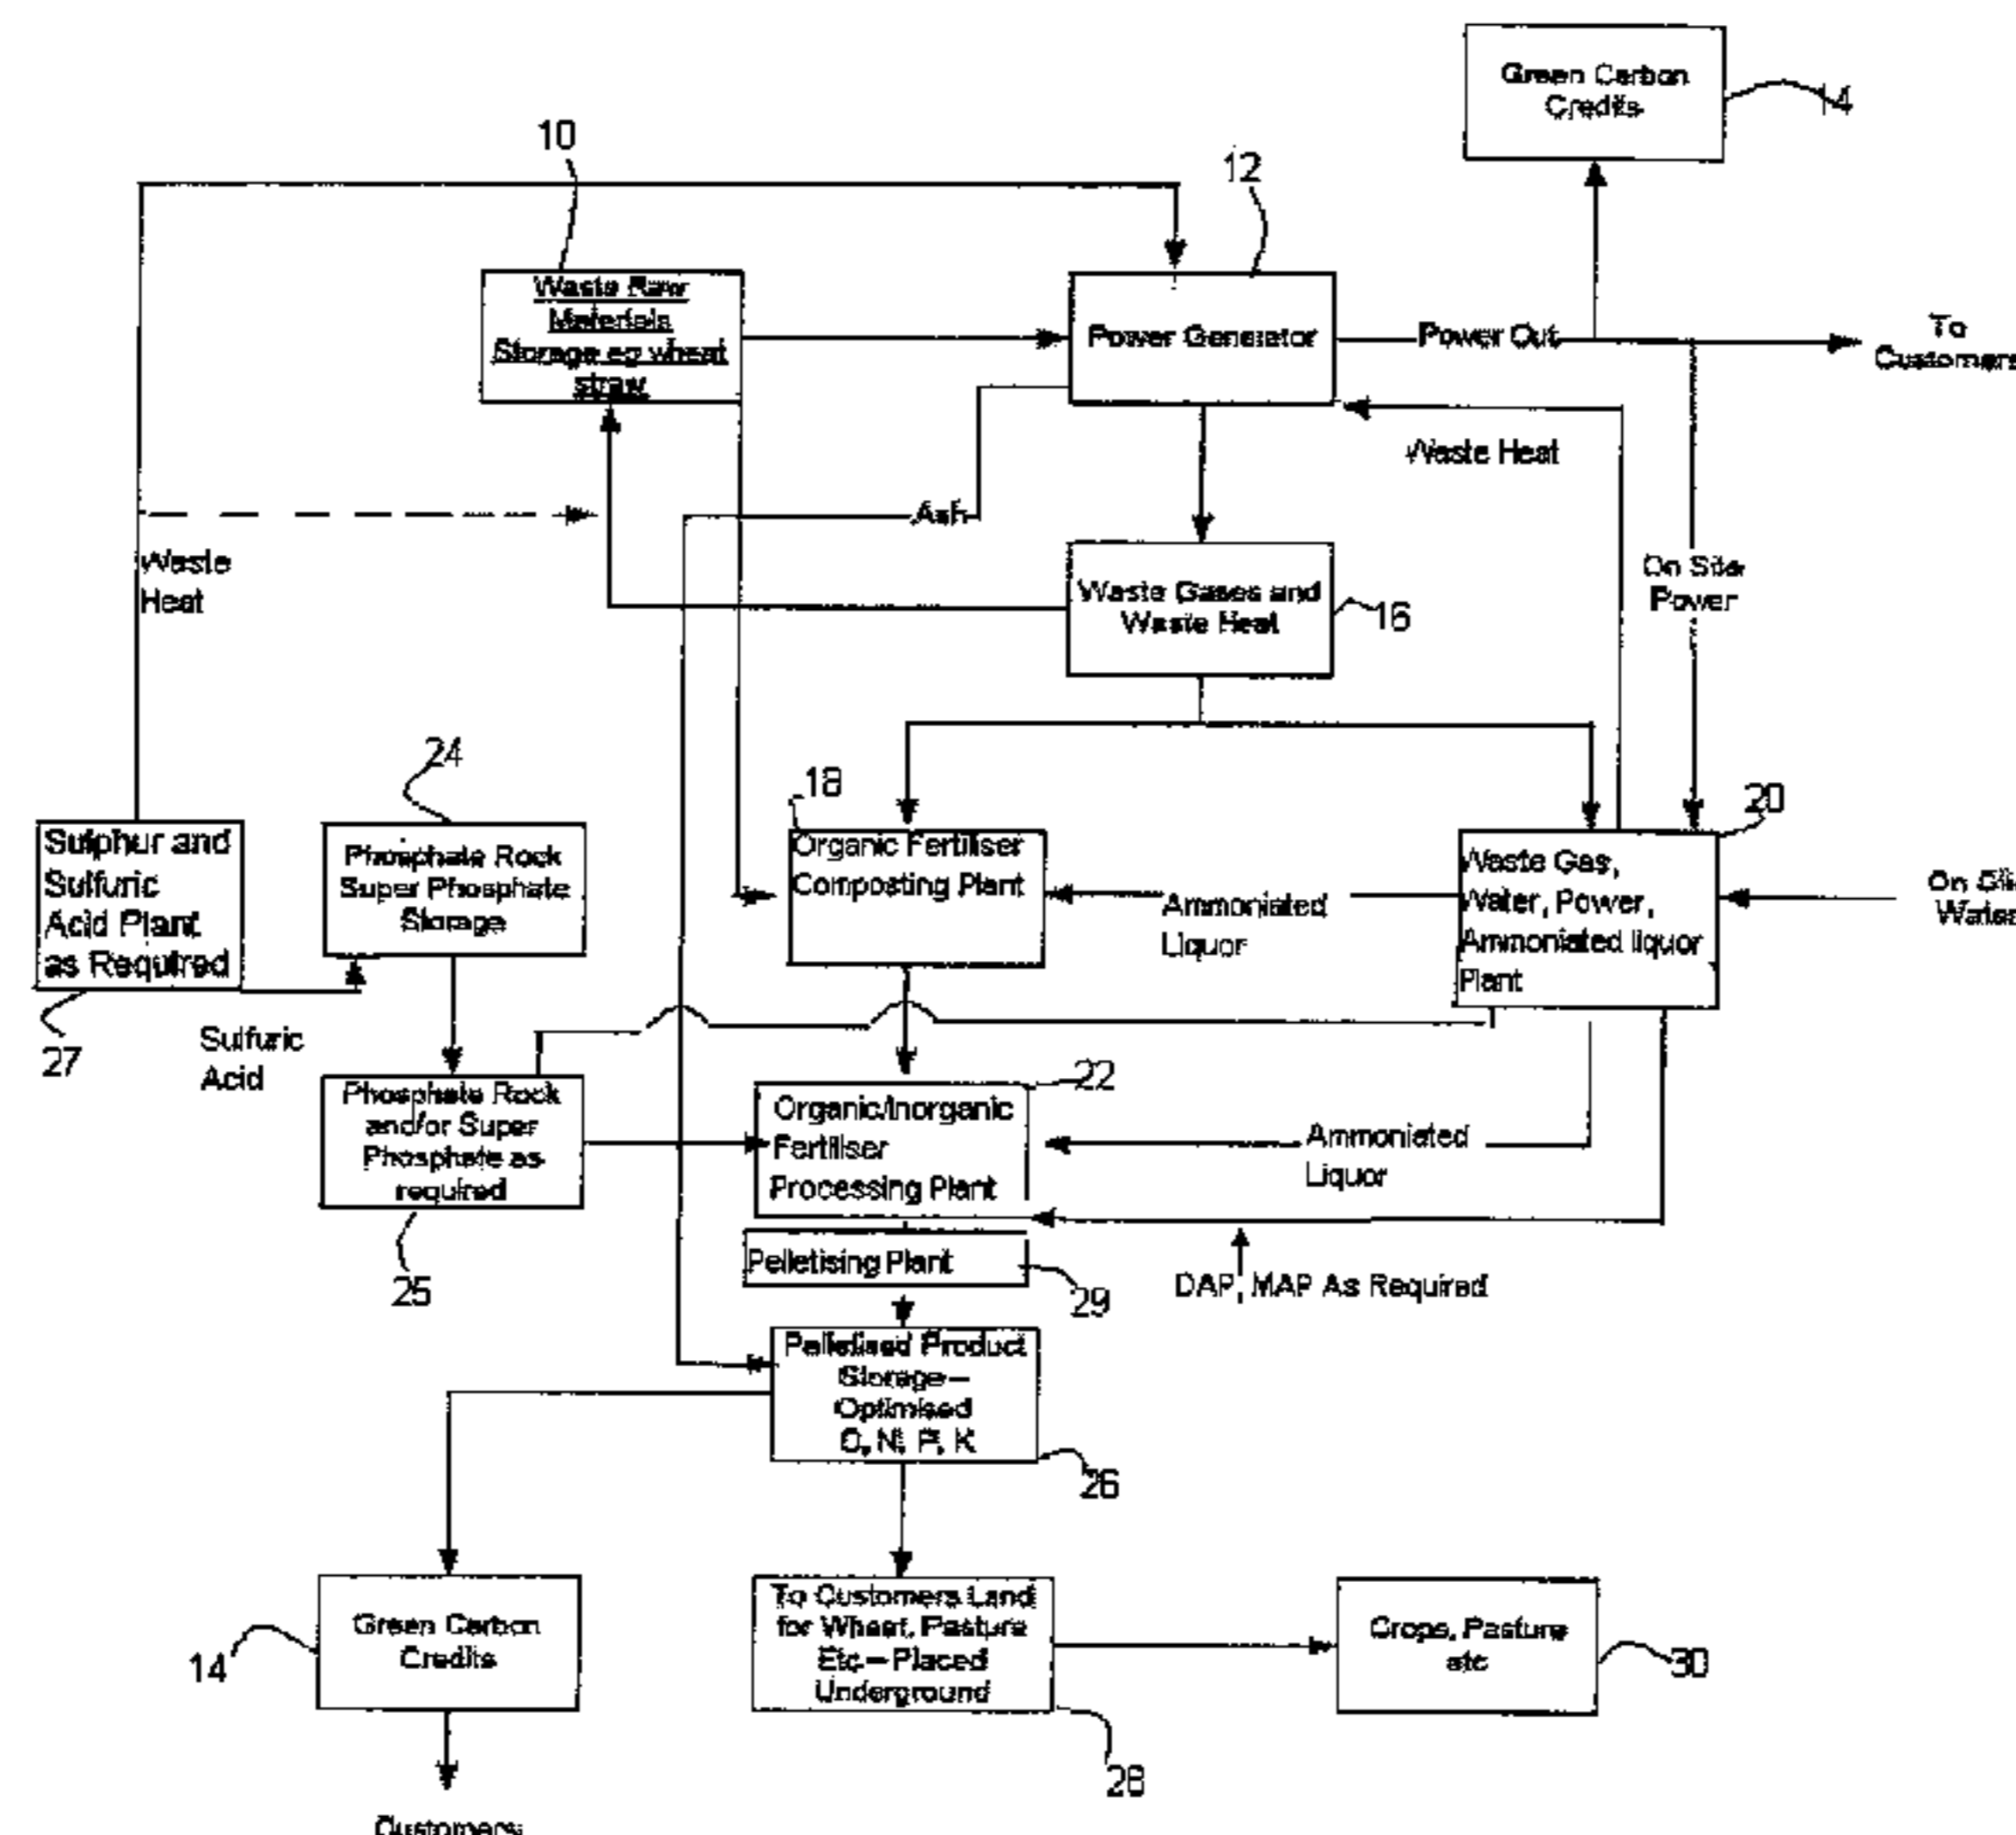 Green Carbon
Credits
14
10
12
Waste Raw
Materials
Storage eg wheat
straw
Power Generator
Power Out
To
Customers
Waste Heat
Ash
Waste
Heat
On Site
Power
Waste Gases and
Waste Heat
16
24
18
20
Sulphur and
Sulfuric
Acid Plant
as Required
27
Phosphate Rock
Super Phosphate
Storage
Organic Fertiliser
Composting Plant
Ammoniated
Liquor
Waste Gas,
Water, Power,
Ammoniated liquor
Plant
On Sit
Wate
Sulfuric
Acid
Phosphate Rock
and/or Super
Phosphate as
required
25
22
Organic/Inorganic
Fertiliser
Processing Plant
Ammoniated
Liquor
Pelletising Plant
29
DAP, MAP As Required
Pelletised Product
Storage–
Optimised
C, N, P, K
26
Green Carbon
Credits
14
To Customers Land
for Wheat, Pasture
Etc–Placed
Underground
28
Crops, Pasture
etc
30
Customers